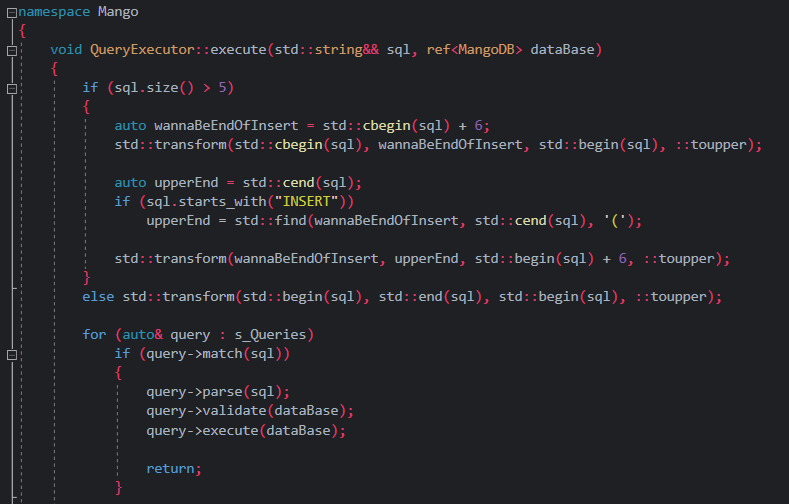 namespace Mango
{
    void QueryExecutor::execute(std::string&& sql, ref<MangoDB> dataBase)
    {
        if (sql.size() > 5)
        {
            auto wannaBeEndOfInsert = std::cbegin(sql) + 6;
            std::transform(std::cbegin(sql), wannaBeEndOfInsert, std::begin(sql), ::toupper);

            auto upperEnd = std::cend(sql);
            if (sql.starts_with("INSERT"))
                upperEnd = std::find(wannaBeEndOfInsert, std::cend(sql), '(');

            std::transform(wannaBeEndOfInsert, upperEnd, std::begin(sql) + 6, ::toupper);
        }
        else std::transform(std::begin(sql), std::end(sql), std::begin(sql), ::toupper);

        for (auto& query : s_Queries)
            if (query->match(sql))
            {
                query->parse(sql);
                query->validate(dataBase);
                query->execute(dataBase);

                return;
            }